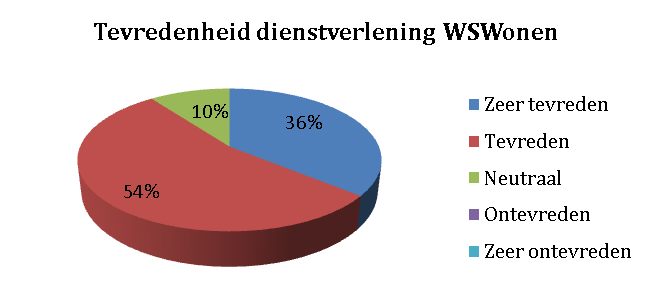 Tevredenheid dienstverlening WSWonen
10%
36%
54%
Zeer tevreden
Tevreden
Neutraal
Ontevreden
Zeer ontevreden